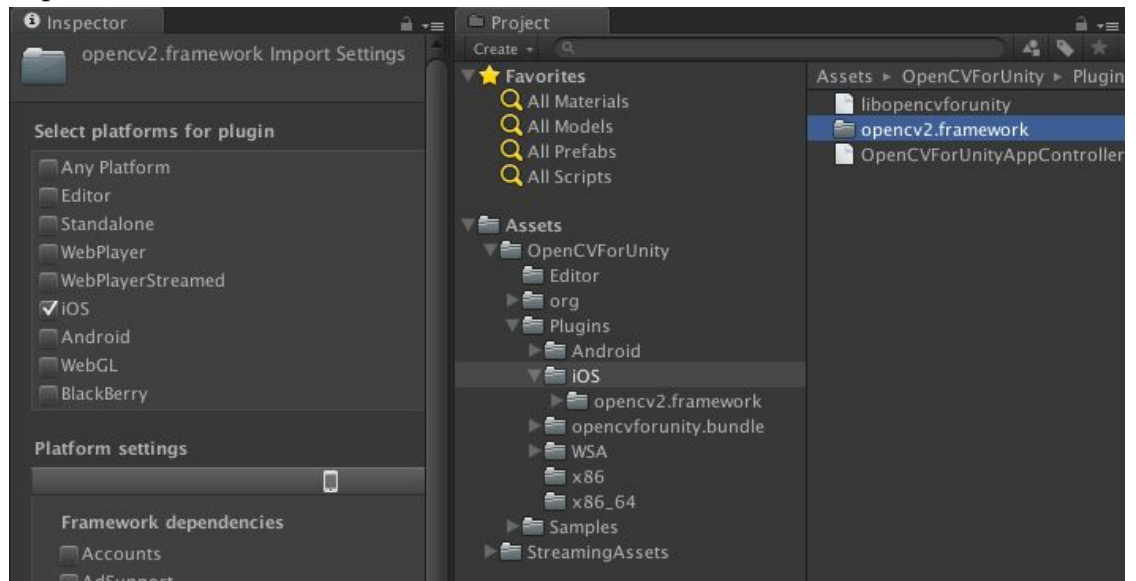 Inspector
opencv2.framework Import Settings
Select platforms for plugin
Any Platform
Editor
Standalone
WebPlayer
WebPlayerStreamed
iOS
Android
WebGL
BlackBerry
Platform settings
Framework dependencies
Accounts
AdSupport
Project
Create
Favorites
All Materials
All Models
All Prefabs
All Scripts
Assets
OpenCVForUnity
Editor
org
Plugins
Android
iOS
opencv2.framework
opencvforunity.bundle
WSA
x86
x86_64
Samples
StreamingAssets
Assets ▸ OpenCVForUnity ▸ Plugin
libopencvforunity
opencv2.framework
OpenCVForUnityAppController